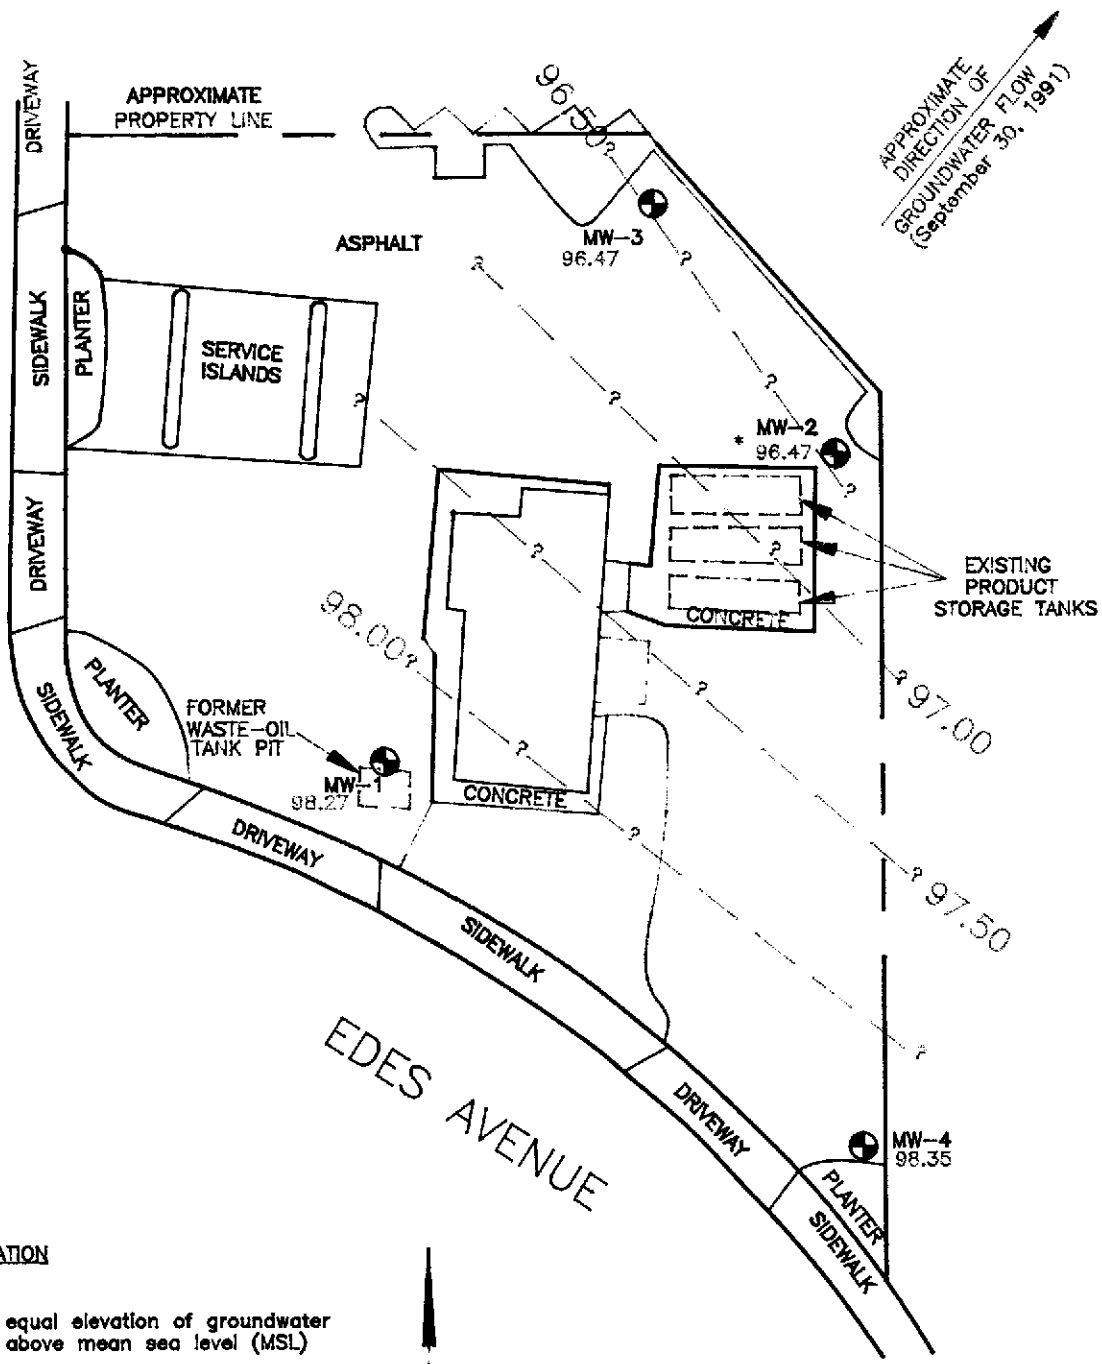 DRIVEWAY
APPROXIMATE
PROPERTY LINE
96.50?
APPROXIMATE
DIRECTION OF
GROUNDWATER FLOW
(September 30, 1991)
MW-3
96.47
?
ASPHALT
?
SIDEWALK
PLANTER
SERVICE
ISLANDS
?
?
?
* MW-2
96.47
?
DRIVEWAY
?
?
EXISTING
PRODUCT
STORAGE TANKS
CONCRETE
98.00?
PLANTER
SIDEWALK
?
?
97.00
FORMER
WASTE-OIL
TANK PIT
?
MW-1
98.27
CONCRETE
DRIVEWAY
?
?
97.50
SIDEWALK
?
EDES AVENUE
DRIVEWAY
MW-4
98.35
PLANTER
SIDEWALK
ATION
equal elevation of groundwater
above mean sea level (MSL)